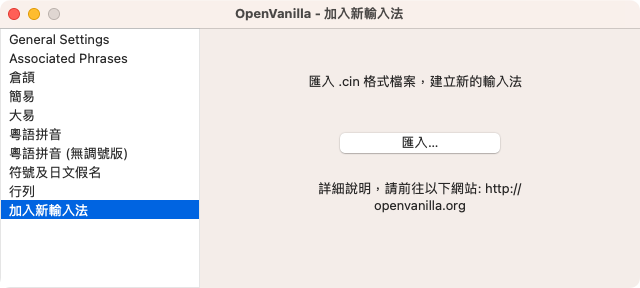 OpenVanilla - 加入新輸入法
General Settings
Associated Phrases
倉頡
簡易
大易
粵語拼音
粵語拼音 (無調號版)
符號及日文假名
行列
加入新輸入法
匯入 .cin 格式檔案，建立新的輸入法
匯入...
詳細說明，請前往以下網站: http://
openvanilla.org